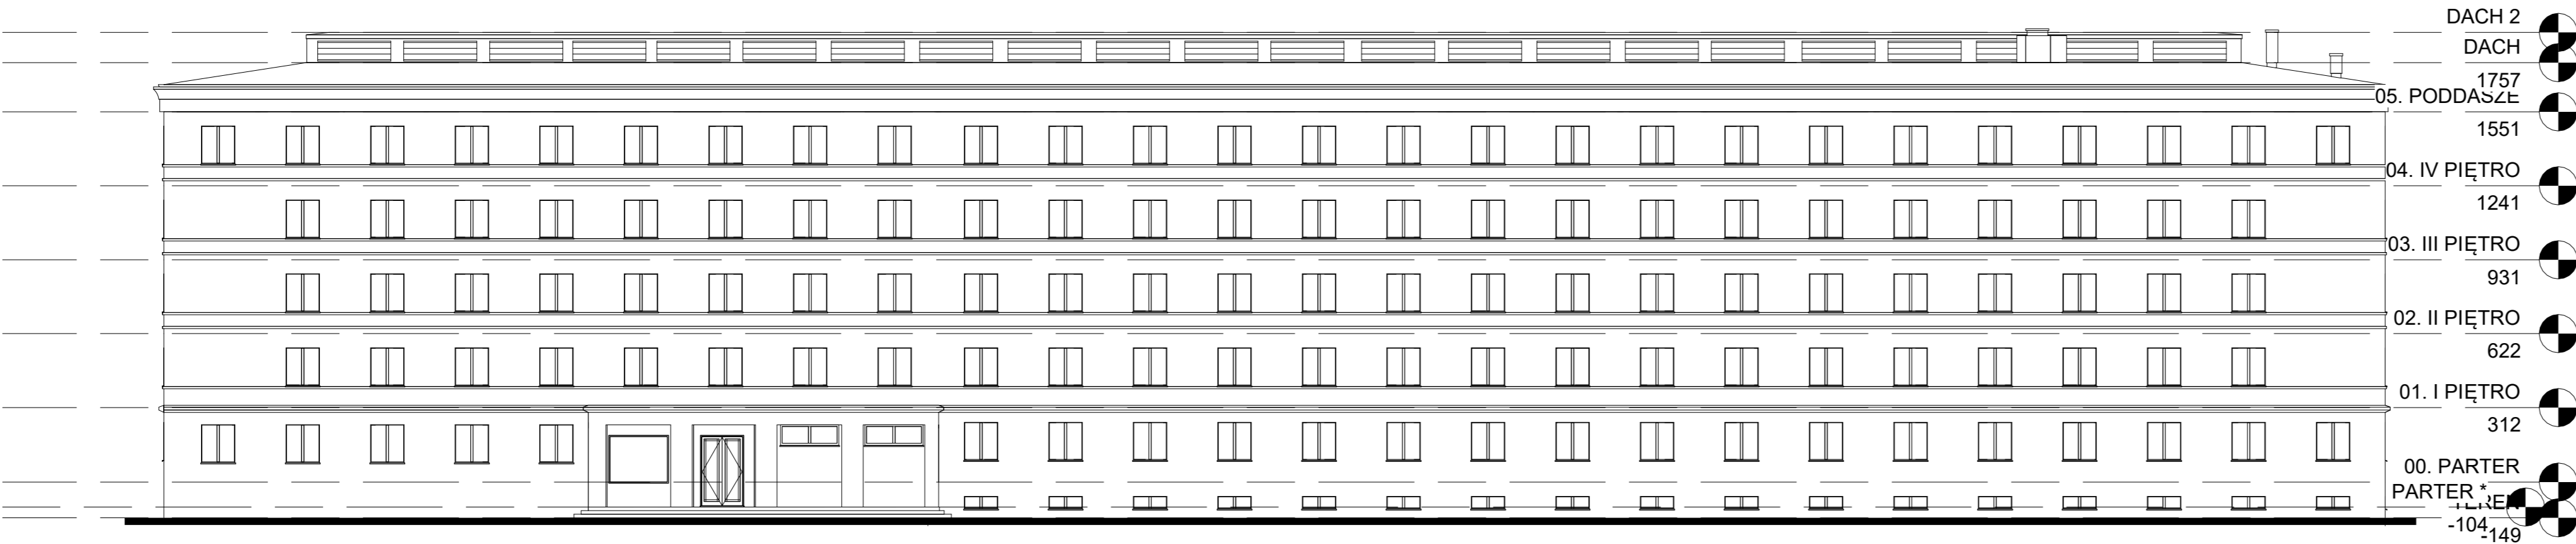 DACH 2
DACH
1757
05. PODDASZE
1551
04. IV PIĘTRO
1241
03. III PIĘTRO
931
02. II PIĘTRO
622
01. I PIĘTRO
312
00. PARTER
PARTER *
TEREN
-104
-149